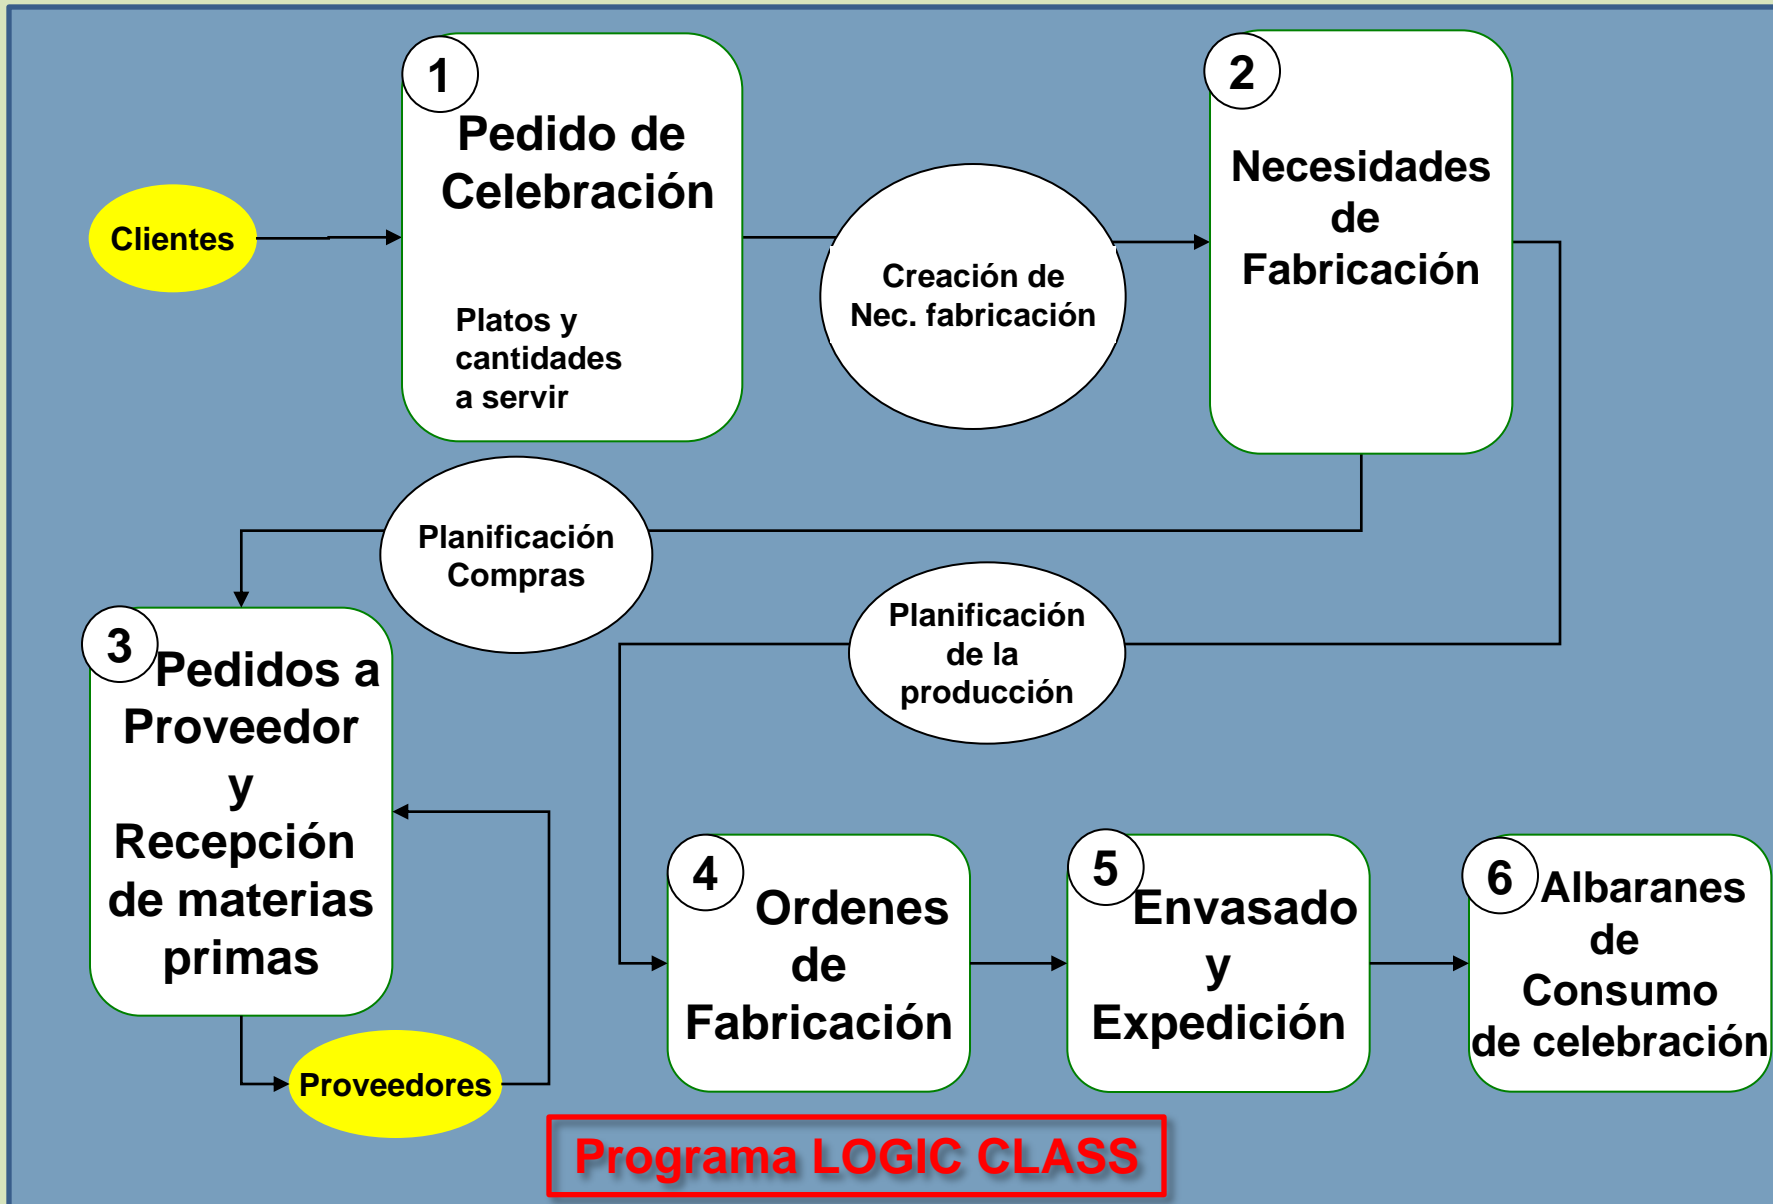 1
Pedido de
Celebración
Platos y
cantidades
a servir
2
Necesidades
de
Fabricación
Clientes
Creación de
Nec. fabricación
Planificación
Compras
Planificación
de la
producción
3
Pedidos a
Proveedor
y
Recepción
de materias
primas
4
Ordenes
de
Fabricación
5
Envasado
y
Expedición
6
Albaranes
de
Consumo
de celebración
Proveedores
Programa LOGIC CLASS